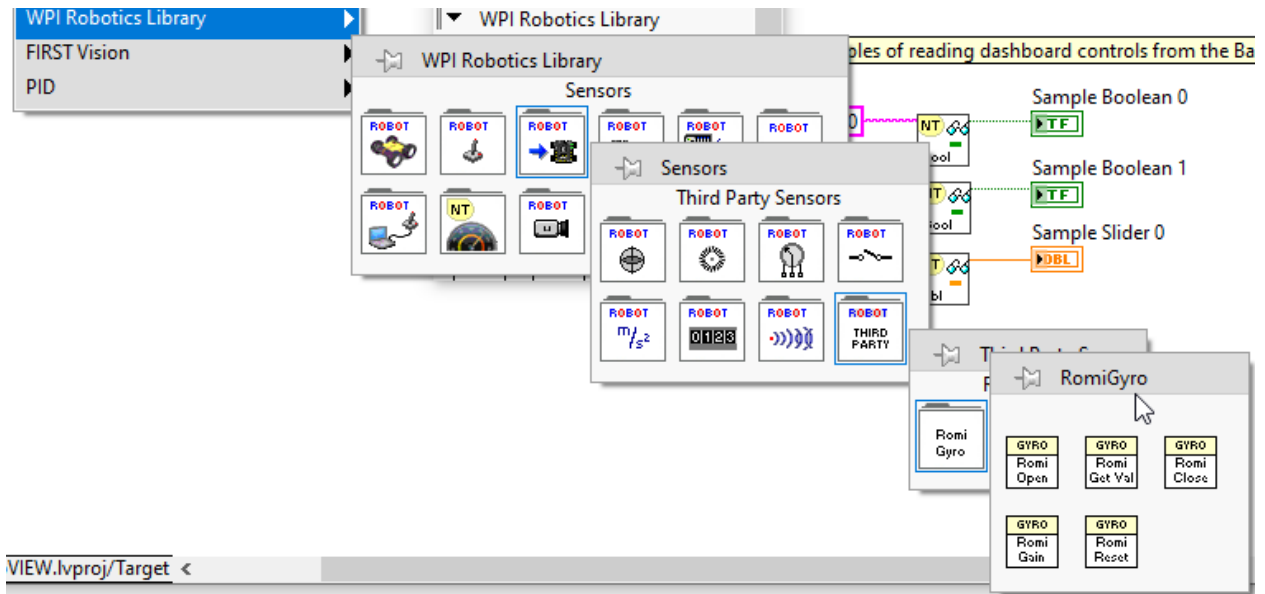 WPI Robotics Library
WPI Robotics Library
FIRST Vision
PID
WPI Robotics Library
Sensors
ROBOT
ROBOT
ROBOT
ROBOT
ROBOT
ROBOT
ROBOT
NT
ROBOT
Sensors
Third Party Sensors
ROBOT
ROBOT
ROBOT
ROBOT
ROBOT
m/s²
ROBOT
0123
ROBOT
ROBOT
THIRD
PARTY
of reading dashboard controls from the Ba
Sample Boolean 0
NT
TF
Sample Boolean 1
TF
Sample Slider 0
DBL
Romi
Gyro
RomiGyro
GYRO
Romi
Open
GYRO
Romi
Get Val
GYRO
Romi
Close
GYRO
Romi
Gain
GYRO
Romi
Reset
VIEW.lvproj/Target <